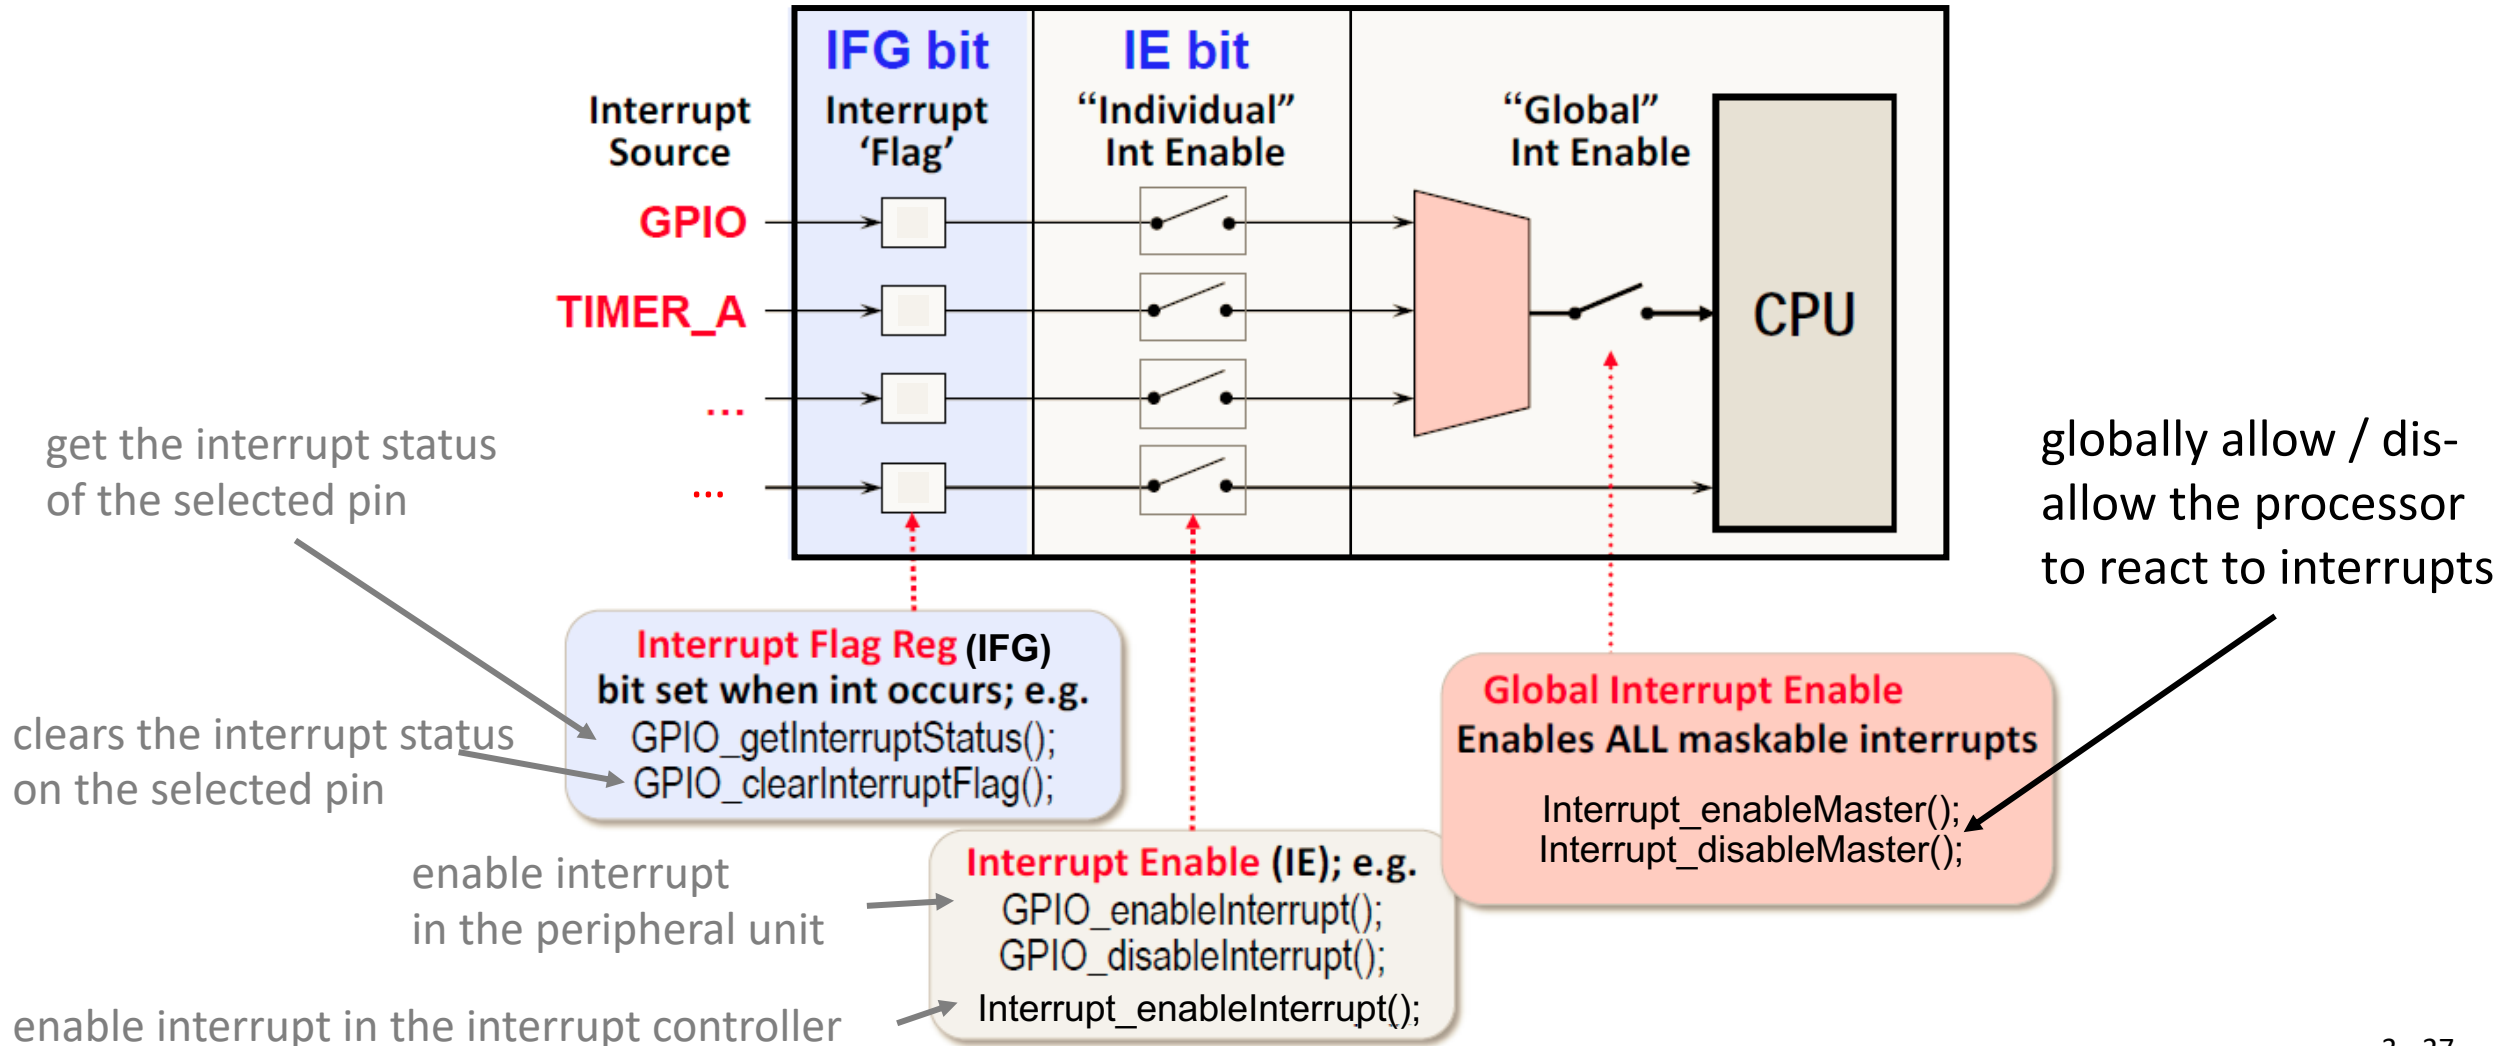 IFG bit
IE bit
Interrupt
Source
Interrupt
‘Flag’
“Individual”
Int Enable
“Global”
Int Enable
GPIO
TIMER_A
...
...
CPU
get the interrupt status
of the selected pin
globally allow / dis-
allow the processor
to react to interrupts
Interrupt Flag Reg (IFG)
bit set when int occurs; e.g.
GPIO_getInterruptStatus();
GPIO_clearInterruptFlag();
clears the interrupt status
on the selected pin
Global Interrupt Enable
Enables ALL maskable interrupts
Interrupt_enableMaster();
Interrupt_disableMaster();
enable interrupt
in the peripheral unit
Interrupt Enable (IE); e.g.
GPIO_enableInterrupt();
GPIO_disableInterrupt();
Interrupt_enableInterrupt();
enable interrupt in the interrupt controller